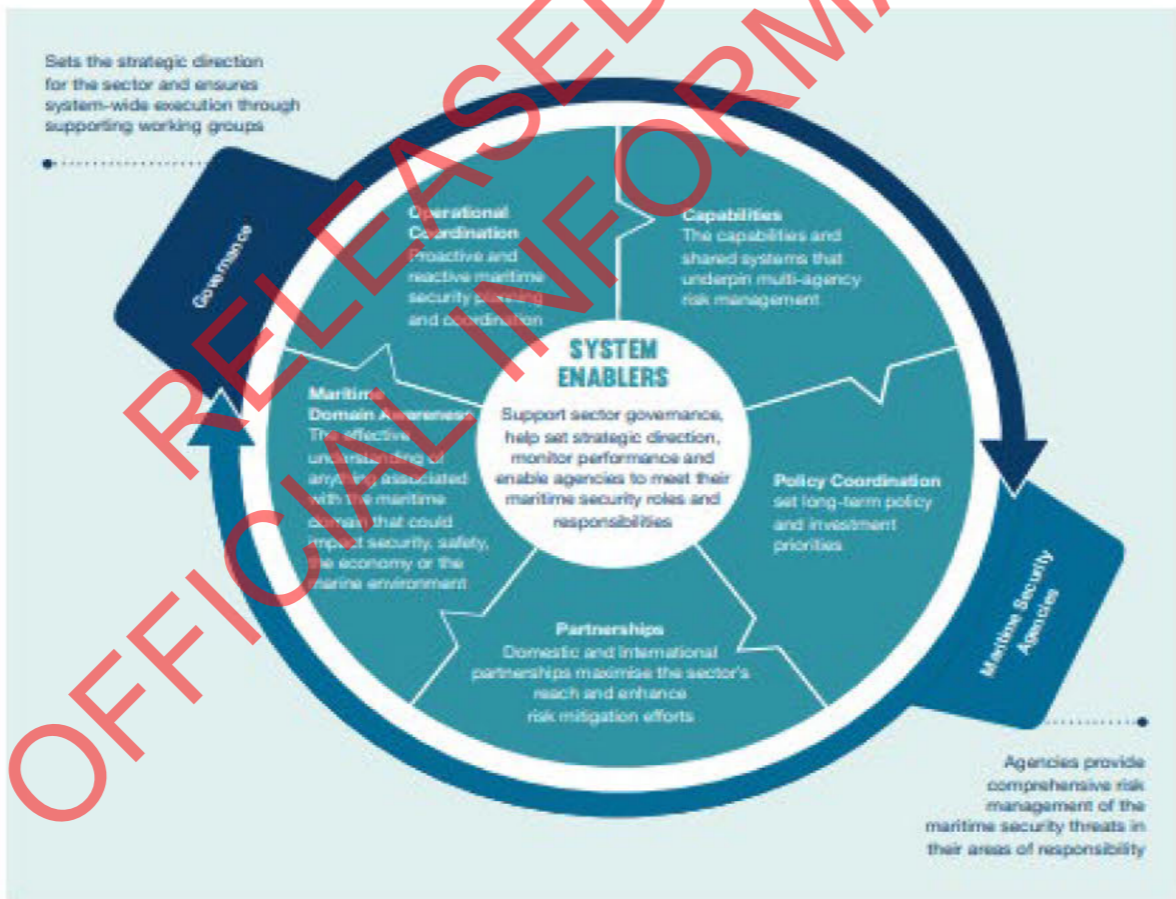 Sets the strategic direction
for the sector and ensures
system-wide execution through
supporting working groups
Governance
Operational
Coordination
Proactive and
reactive maritime
security planning
and coordination
Capabilities
The capabilities and
shared systems that
underpin multi-agency
risk management
SYSTEM
ENABLERS
Support sector governance,
help set strategic direction,
monitor performance and
enable agencies to meet their
maritime security roles and
responsibilities
Maritime
Domain Awareness
The effective
understanding of
anything associated
with the maritime
domain that could
impact security, safety,
the economy or the
marine environment
Policy Coordination
set long-term policy
and investment
priorities
Partnerships
Domestic and International
partnerships maximise the sector's
reach and enhance
risk mitigation efforts
Maritime Security
Agencies
Agencies provide
comprehensive risk
management of the
maritime security threats in
their areas of responsibility
RELEASED
OFFICIAL